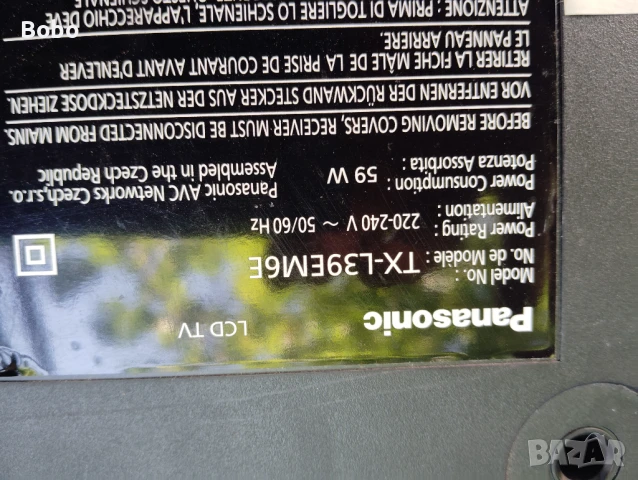 Panasonic
LCD TV
Model No. :
No. de Modèle :
TX-L39EM6E
Power Rating :
Alimentation :
220-240 V ~ 50/60 Hz
Power Consumption :
Potenza Assorbita :
59 W
Panasonic AVC Networks Czech,s.r.o.
Assembled in the Czech Republic
BEFORE REMOVING COVERS, RECEIVER MUST BE DISCONNECTED FROM MAINS.
VOR ENTFERNEN DER RÜCKWAND STECKER AUS DER NETZSTECKDOSE ZIEHEN.
RETIRER LA FICHE MÂLE DE LA PRISE DE COURANT AVANT D'ENLEVER
LE PANNEAU ARRIERE.
ATTENZIONE : PRIMA DI TOGLIERE LO SCHIENALE, L'APPARECCHIO DEVE
Bobo
BAZAR